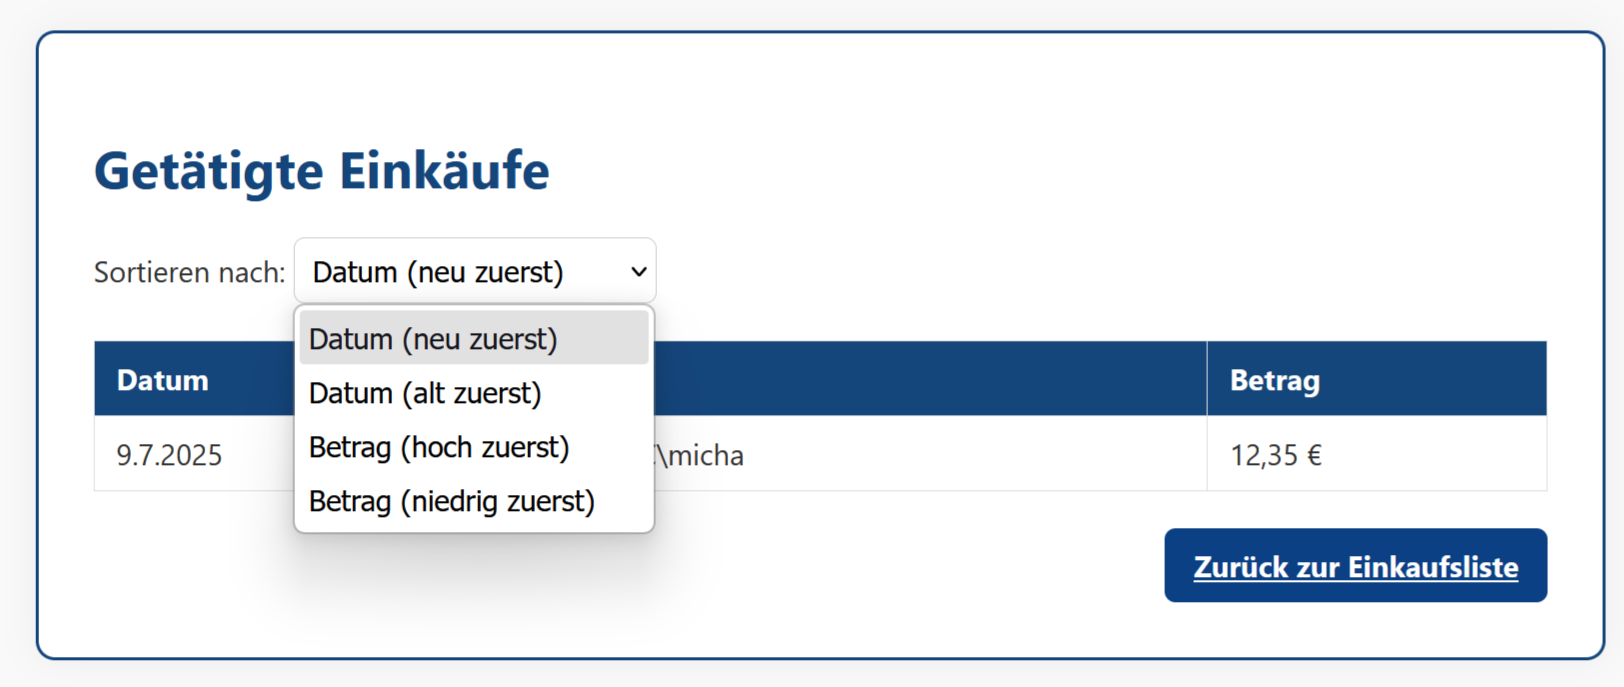 Getätigte Einkäufe
Sortieren nach: Datum (neu zuerst)
Datum (neu zuerst)
Datum (alt zuerst)
Betrag (hoch zuerst)
Betrag (niedrig zuerst)
Datum Betrag
9.7.2025 \micha 12,35 €
Zurück zur Einkaufsliste